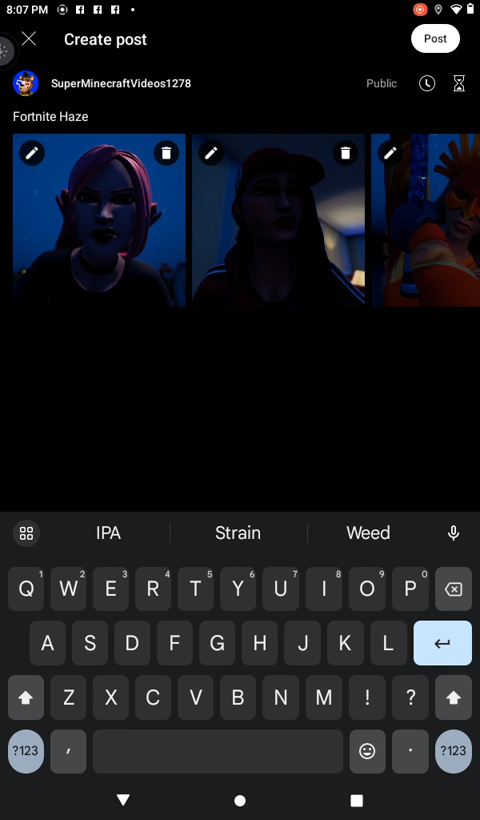 8:07 PM
Create post
Post
SuperMinecraftVideos1278
Public
Fortnite Haze
IPA
Strain
Weed
Q 1 W 2 E 3 R 4 T 5 Y 6 U 7 I 8 O 9 P 0
A S D F G H J K L
Z X C V B N M ! ?
?123 , . ?123